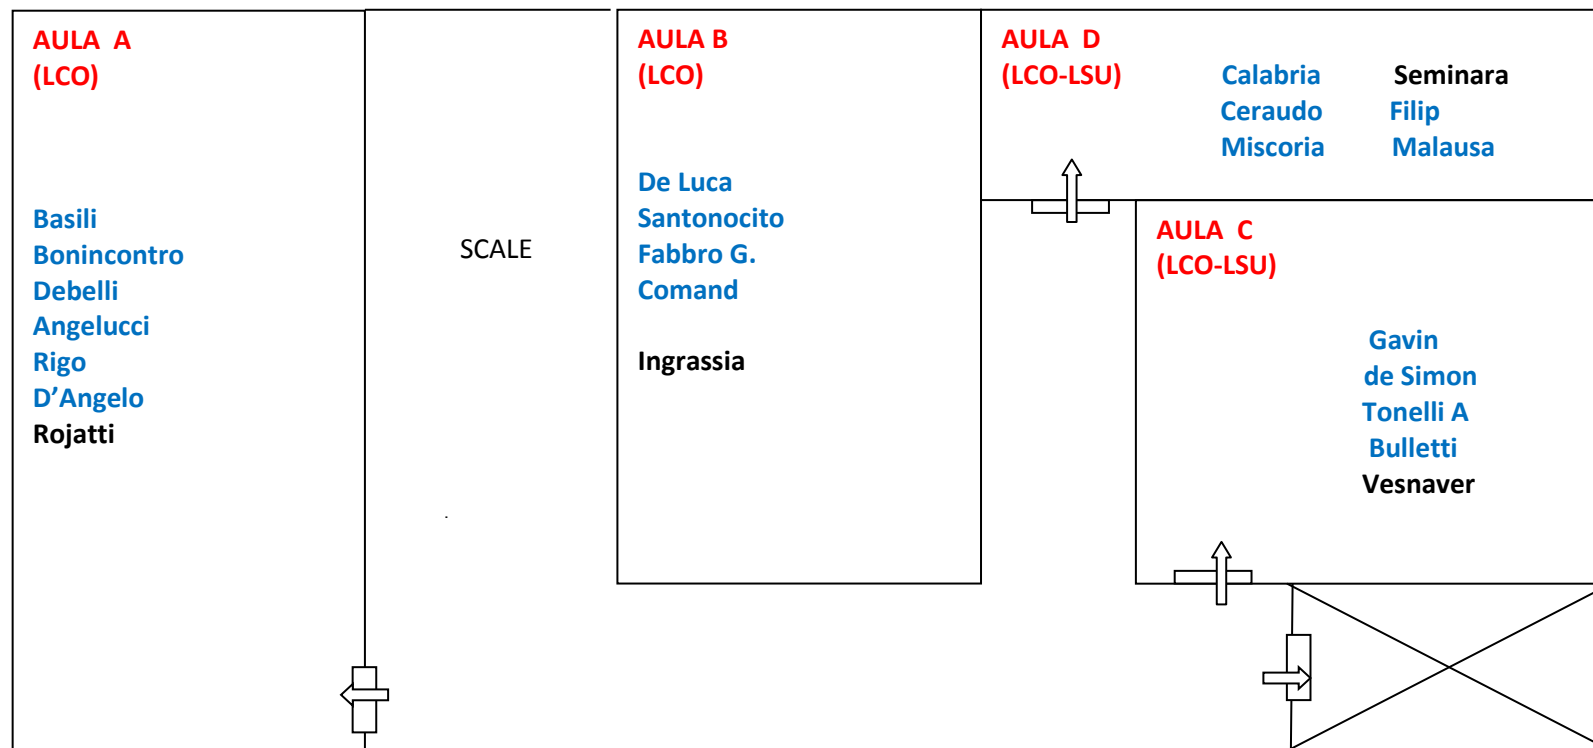 AULA A
(LCO)
Basili
Bonincontro
Debelli
Angelucci
Rigo
D’Angelo
Rojatti
SCALE
AULA B
(LCO)
De Luca
Santonocito
Fabbro G.
Comand
Ingrassia
AULA D
(LCO-LSU)
Calabria Seminara
Ceraudo Filip
Miscoria Malausa
AULA C
(LCO-LSU)
Gavin
de Simon
Tonelli A
Bulletti
Vesnaver